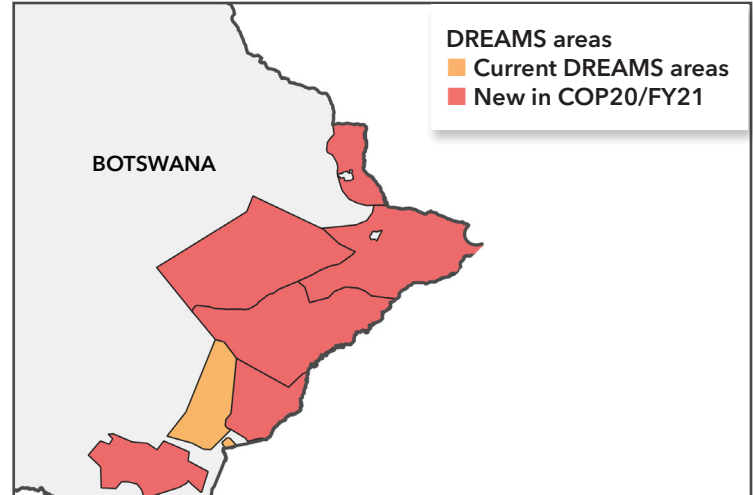 DREAMS areas
Current DREAMS areas
New in COP20/FY21
BOTSWANA